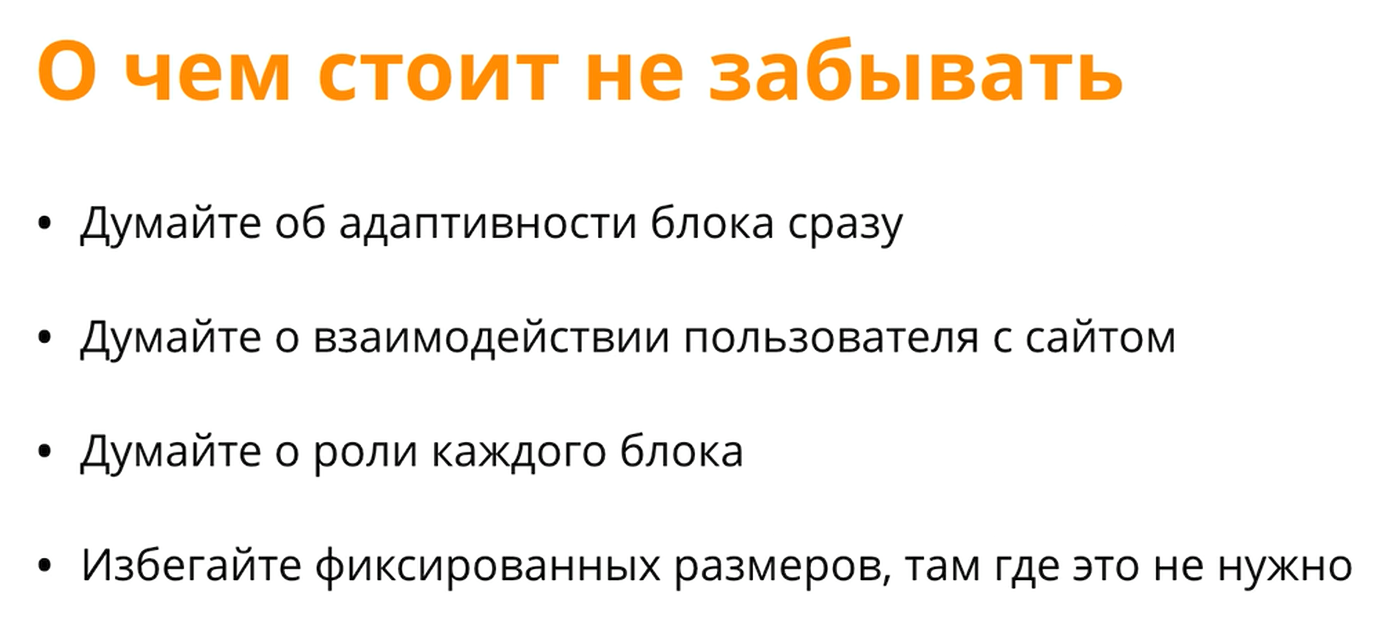 О чем стоит не забывать
• Думайте об адаптивности блока сразу
• Думайте о взаимодействии пользователя с сайтом
• Думайте о роли каждого блока
• Избегайте фиксированных размеров, там где это не нужно